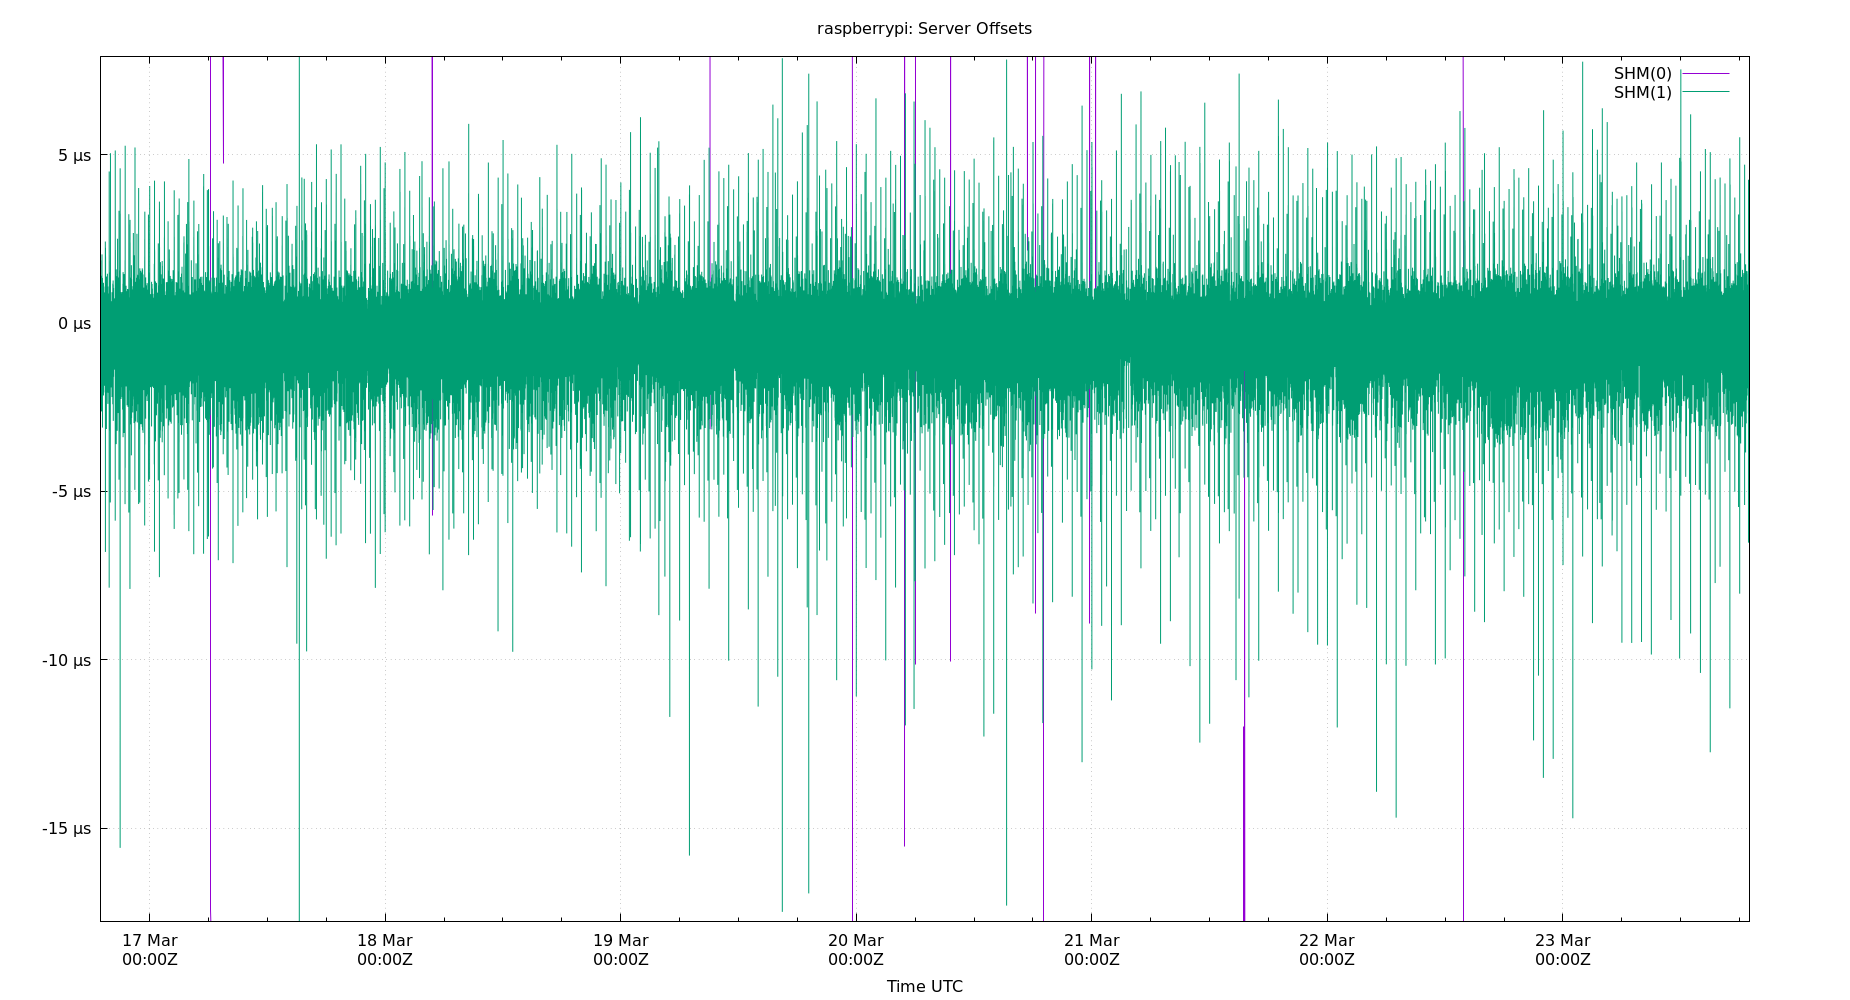 raspberrypi: Server Offsets
SHM(0)
SHM(1)
5 µs
0 µs
-5 µs
-10 µs
-15 µs
17 Mar 18 Mar 19 Mar 20 Mar 21 Mar 22 Mar 23 Mar
00:00Z 00:00Z 00:00Z 00:00Z 00:00Z 00:00Z 00:00Z
Time UTC